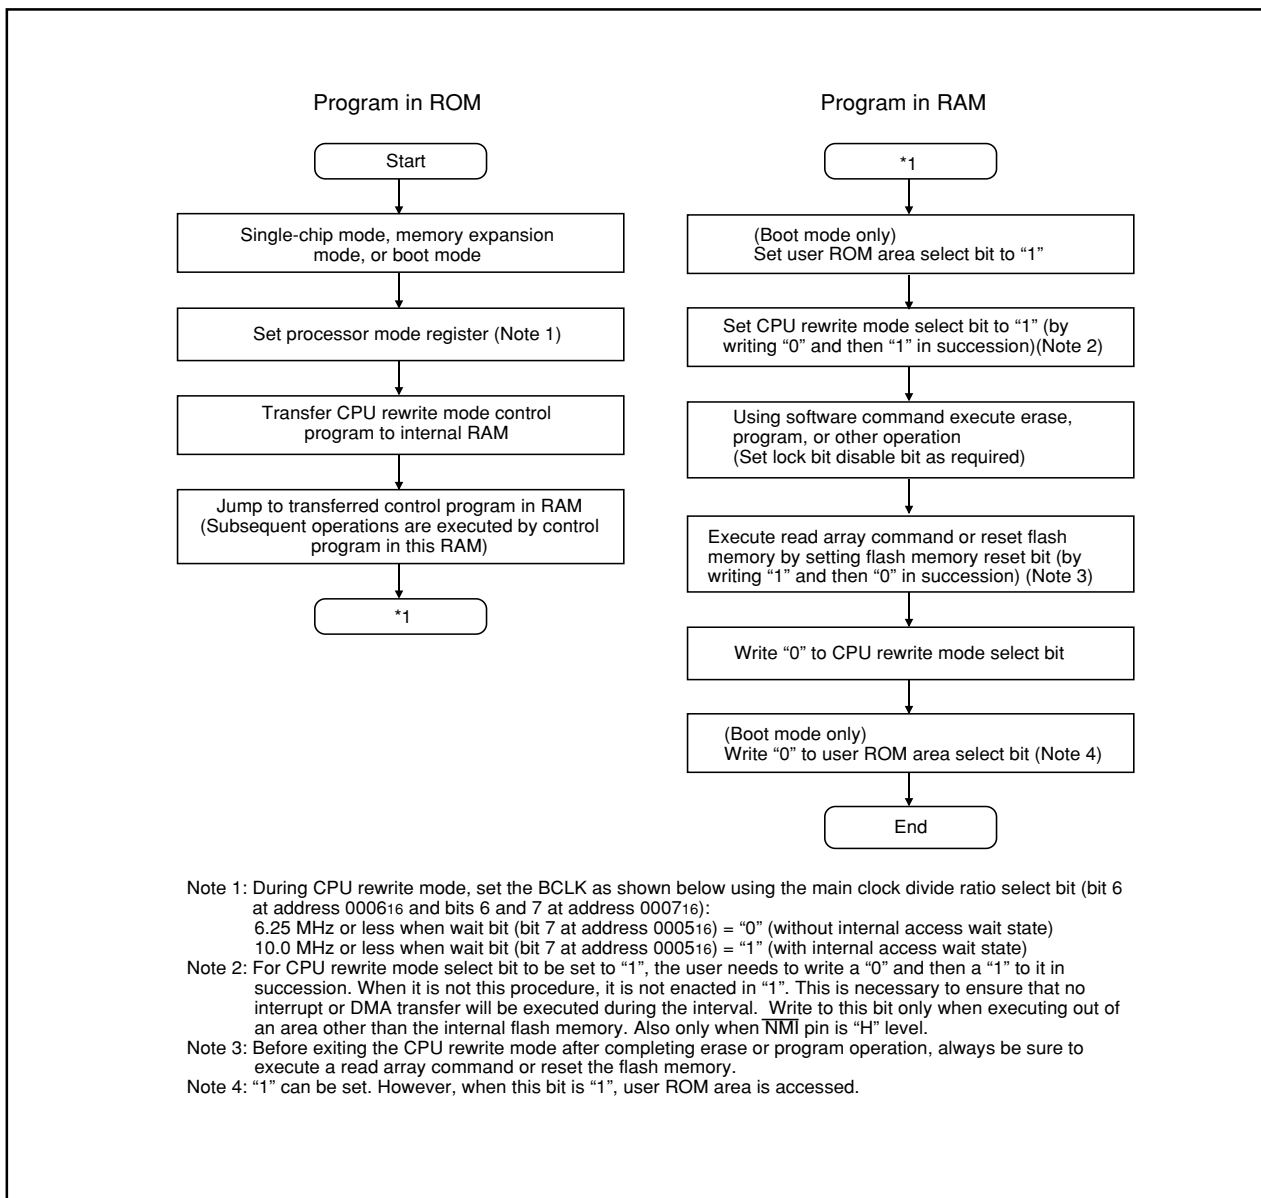 Program in ROM
Start
Single-chip mode, memory expansion
mode, or boot mode
Set processor mode register (Note 1)
Transfer CPU rewrite mode control
program to internal RAM
Jump to transferred control program in RAM
(Subsequent operations are executed by control
program in this RAM)
*1
Program in RAM
*1
(Boot mode only)
Set user ROM area select bit to “1”
Set CPU rewrite mode select bit to “1” (by
writing “0” and then “1” in succession)(Note 2)
Using software command execute erase,
program, or other operation
(Set lock bit disable bit as required)
Execute read array command or reset flash
memory by setting flash memory reset bit (by
writing “1” and then “0” in succession) (Note 3)
Write “0” to CPU rewrite mode select bit
(Boot mode only)
Write “0” to user ROM area select bit (Note 4)
End
Note 1: During CPU rewrite mode, set the BCLK as shown below using the main clock divide ratio select bit (bit 6
at address 000616 and bits 6 and 7 at address 000716):
6.25 MHz or less when wait bit (bit 7 at address 000516) = “0” (without internal access wait state)
10.0 MHz or less when wait bit (bit 7 at address 000516) = “1” (with internal access wait state)
Note 2: For CPU rewrite mode select bit to be set to “1”, the user needs to write a “0” and then a “1” to it in
succession. When it is not this procedure, it is not enacted in “1”. This is necessary to ensure that no
interrupt or DMA transfer will be executed during the interval. Write to this bit only when executing out of
an area other than the internal flash memory. Also only when NMI pin is “H” level.
Note 3: Before exiting the CPU rewrite mode after completing erase or program operation, always be sure to
execute a read array command or reset the flash memory.
Note 4: “1” can be set. However, when this bit is “1”, user ROM area is accessed.